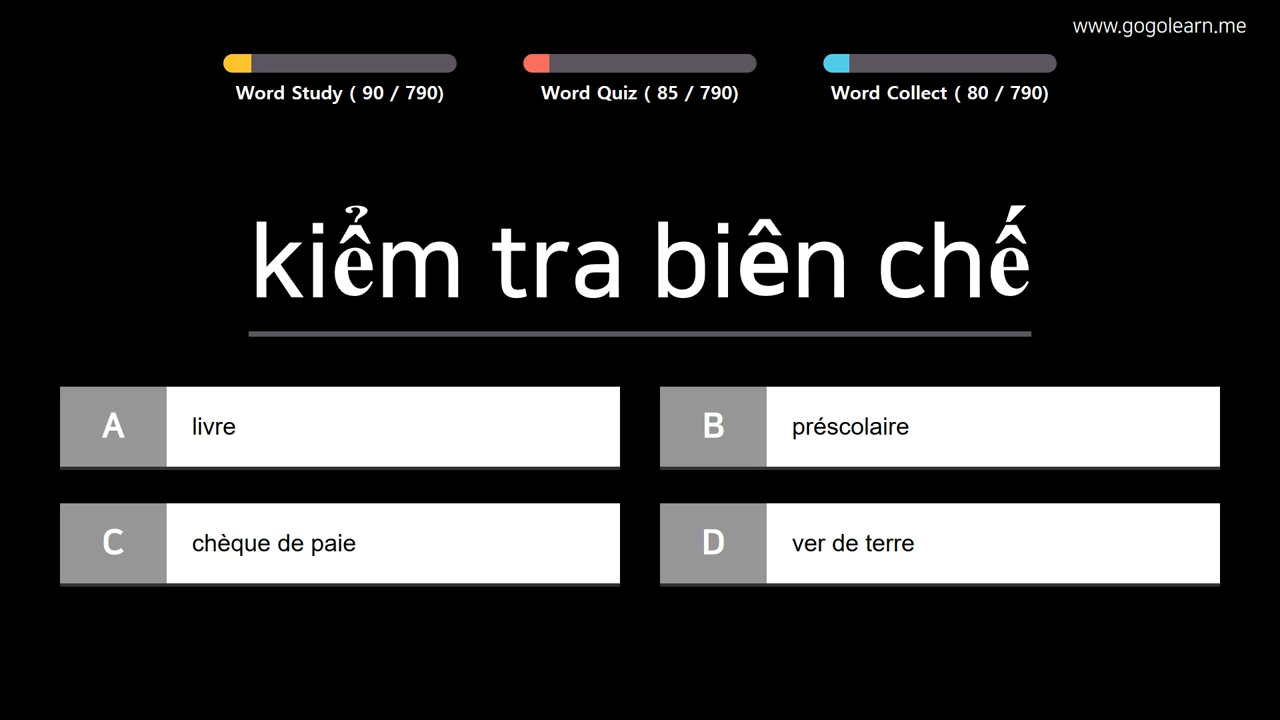 www.gogolearn.me
Word Study ( 90 / 790)
Word Quiz ( 85 / 790)
Word Collect ( 80 / 790)
kiểm tra biên chế
A livre
B préscolaire
C chèque de paie
D ver de terre